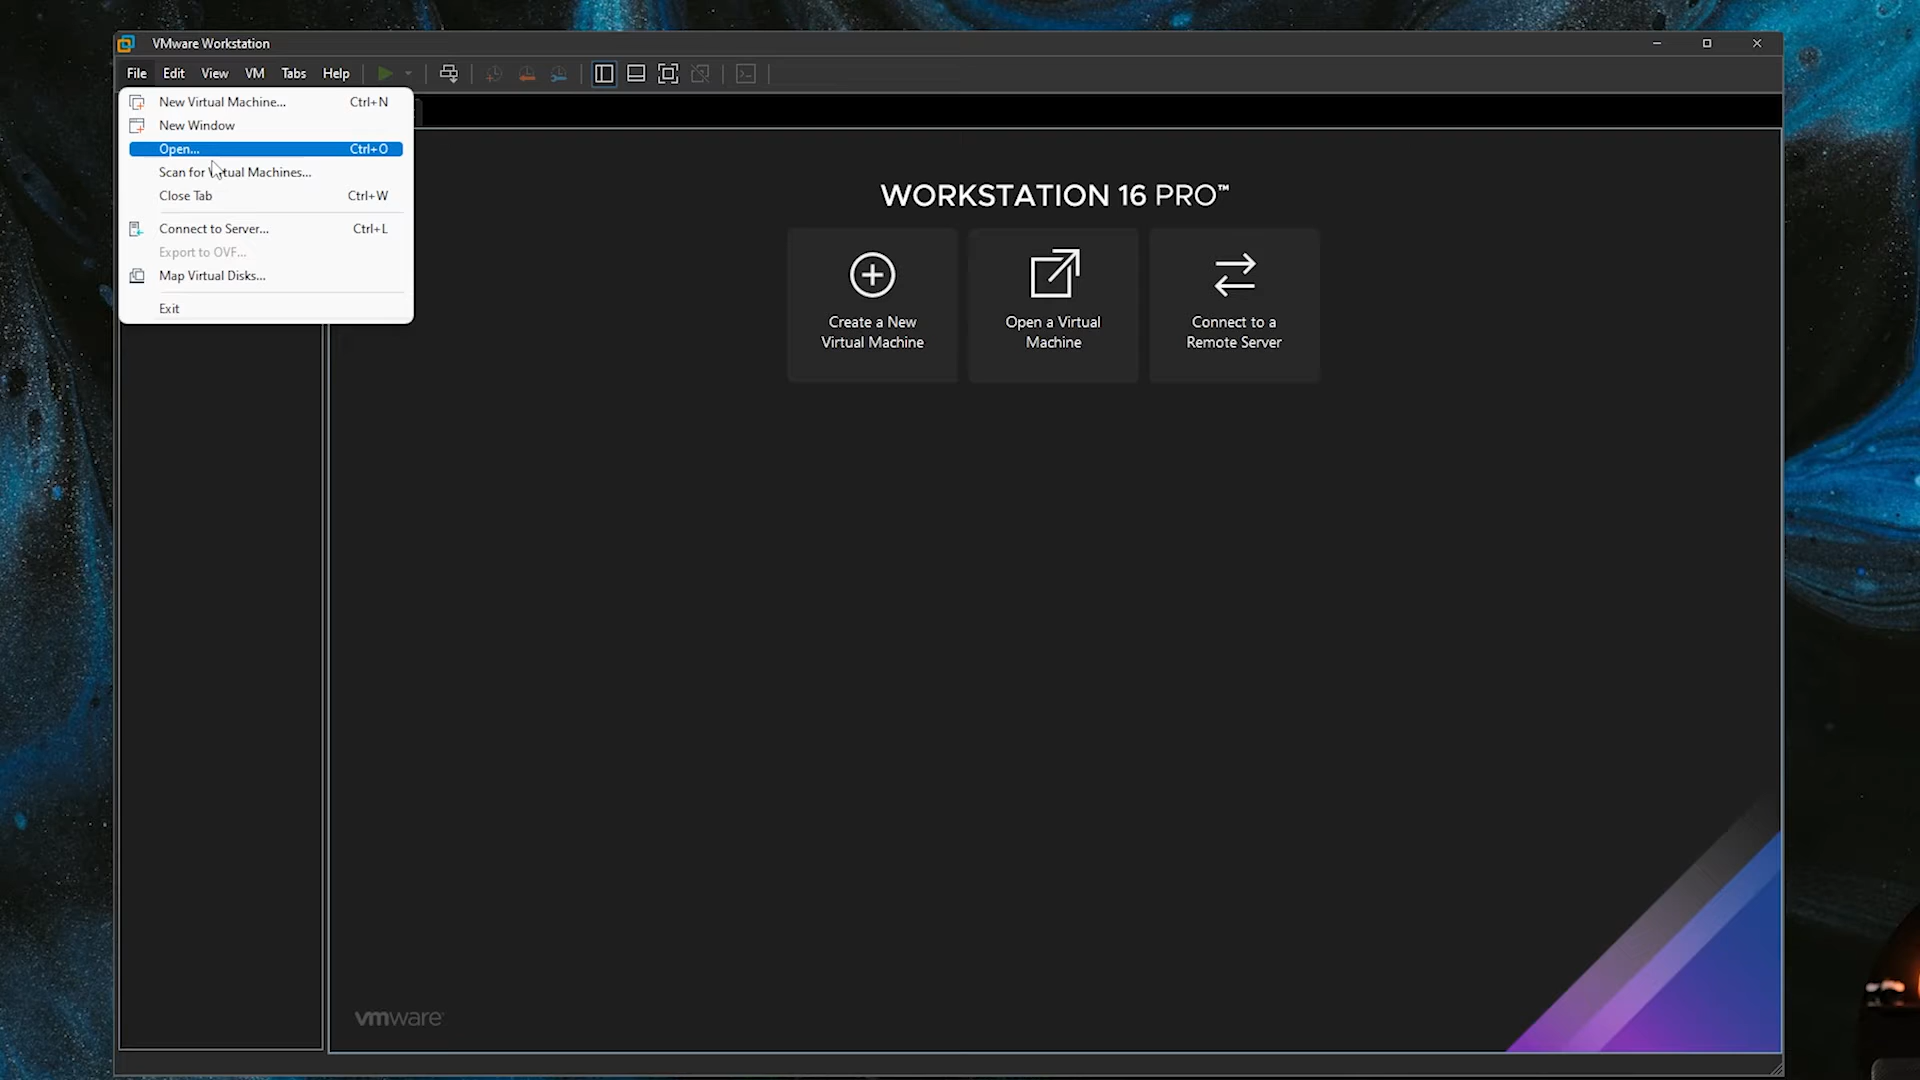 VMware Workstation
File Edit View VM Tabs Help
New Virtual Machine... Ctrl+N
New Window
Open... Ctrl+O
Scan for Virtual Machines...
Close Tab Ctrl+W
Connect to Server... Ctrl+L
Export to OVF...
Map Virtual Disks...
Exit
WORKSTATION 16 PRO™
Create a New
Virtual Machine
Open a Virtual
Machine
Connect to a
Remote Server
vmware